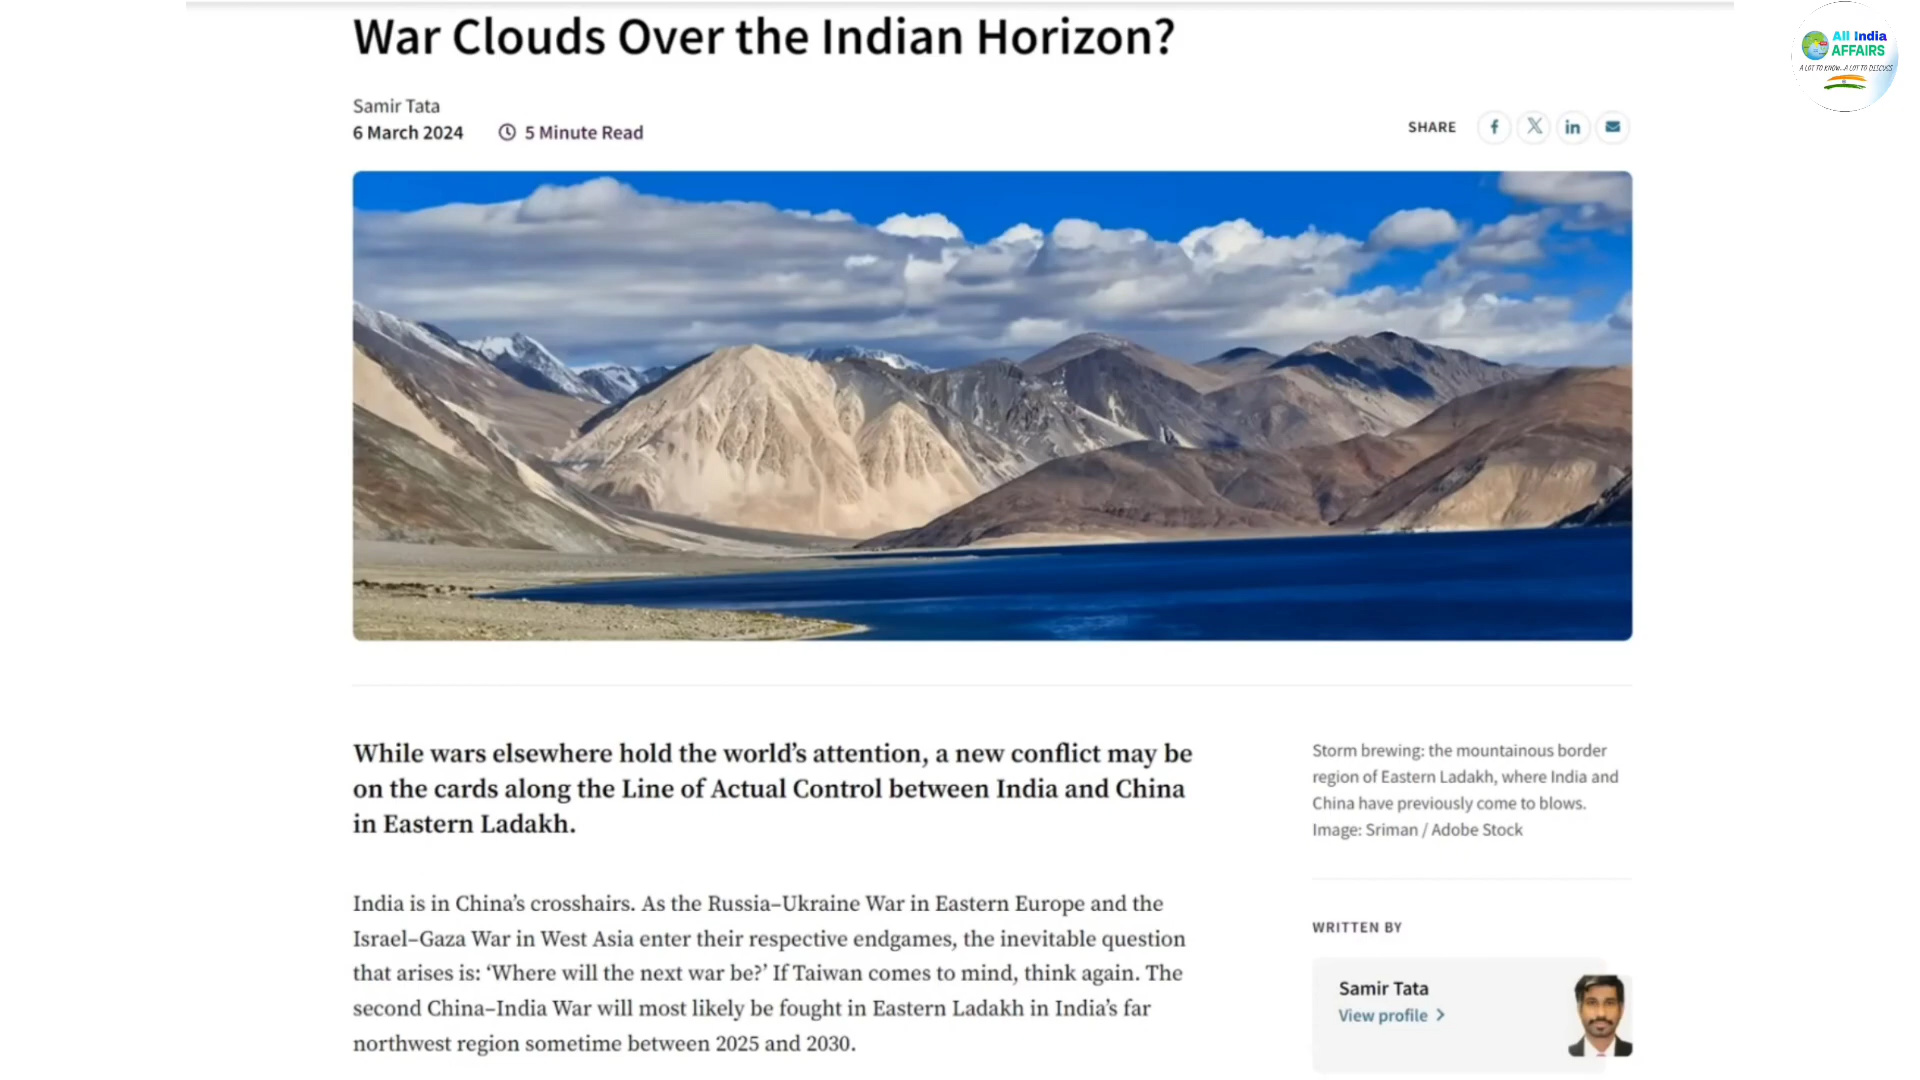 War Clouds Over the Indian Horizon?
All India
AFFAIRS
A LOT TO KNOW...A LOT TO DISCUSS
Samir Tata
6 March 2024
5 Minute Read
SHARE
While wars elsewhere hold the world’s attention, a new conflict may be
on the cards along the Line of Actual Control between India and China
in Eastern Ladakh.
India is in China’s crosshairs. As the Russia–Ukraine War in Eastern Europe and the
Israel–Gaza War in West Asia enter their respective endgames, the inevitable question
that arises is: ‘Where will the next war be?’ If Taiwan comes to mind, think again. The
second China–India War will most likely be fought in Eastern Ladakh in India’s far
northwest region sometime between 2025 and 2030.
Storm brewing: the mountainous border
region of Eastern Ladakh, where India and
China have previously come to blows.
Image: Sriman / Adobe Stock
WRITTEN BY
Samir Tata
View profile